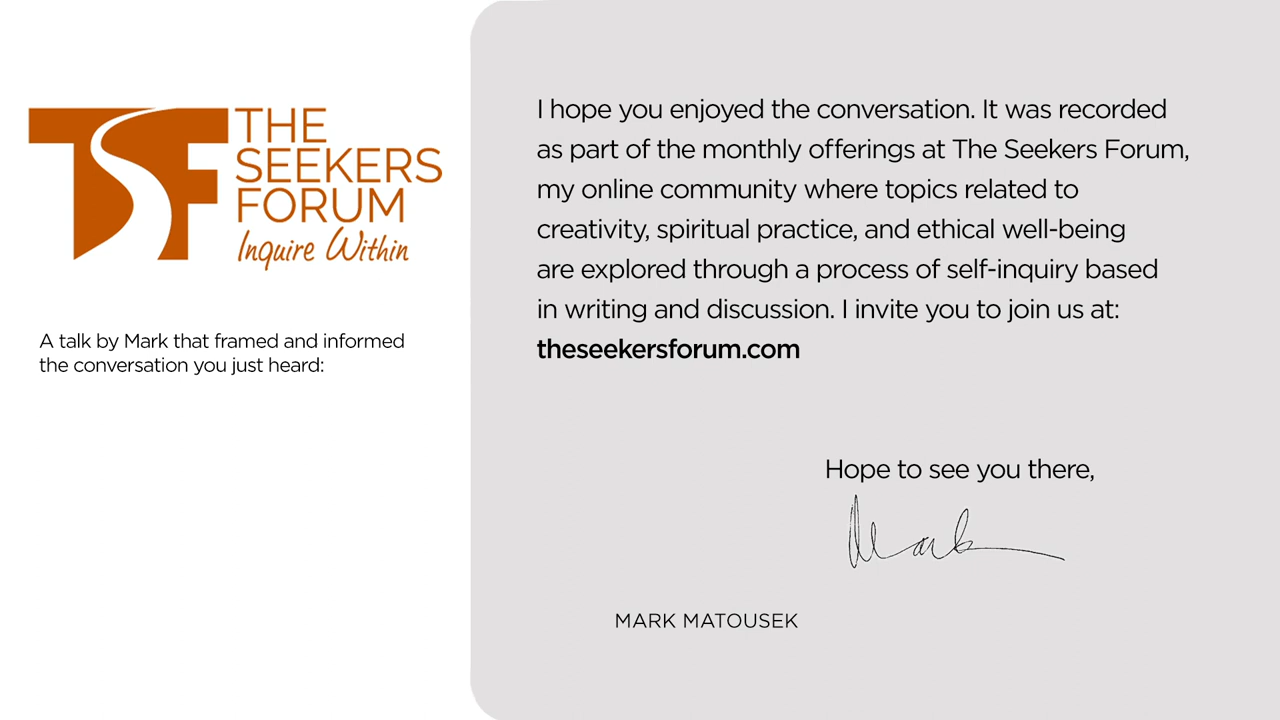 TSF
THE
SEEKERS
FORUM
Inquire Within
A talk by Mark that framed and informed
the conversation you just heard:
I hope you enjoyed the conversation. It was recorded
as part of the monthly offerings at The Seekers Forum,
my online community where topics related to
creativity, spiritual practice, and ethical well-being
are explored through a process of self-inquiry based
in writing and discussion. I invite you to join us at:
theseekersforum.com
Hope to see you there,
Mark
MARK MATOUSEK